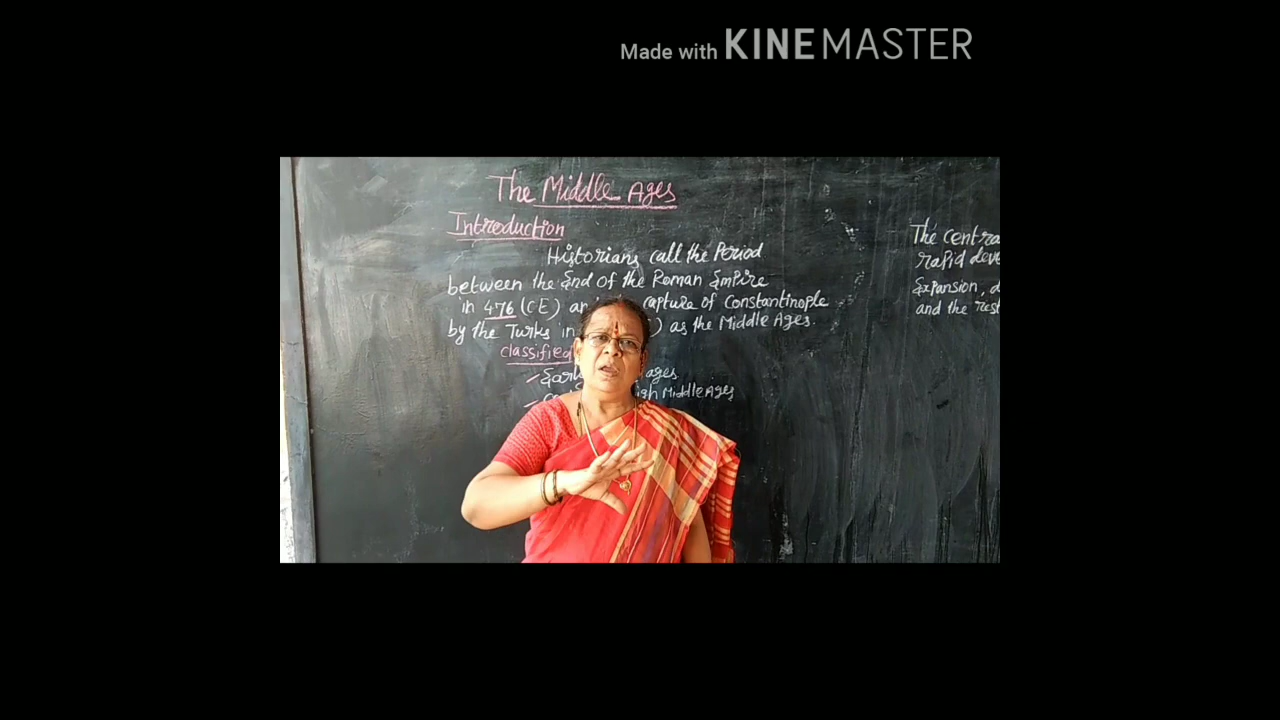 Made with KINEMASTER
The Middle Ages
Introduction
Historians call the Period
between the End of the Roman Empire
in 476 (CE) capture of Constantinople
by the Turks in ) as the Middle Ages.
classified
ages
Middle Ages
The centra
rapid deve
Expansion, d
and the rest